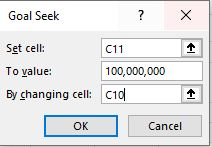 Goal Seek ? ×
Set cell: C11
To value: 100,000,000
By changing cell: C10
OK Cancel